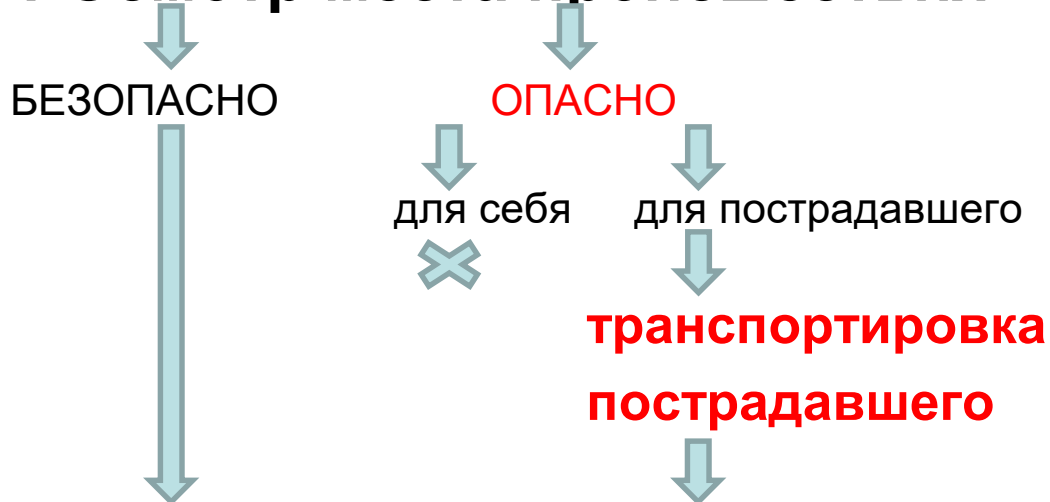 БЕЗОПАСНО ОПАСНО
для себя для пострадавшего
транспортировка
пострадавшего